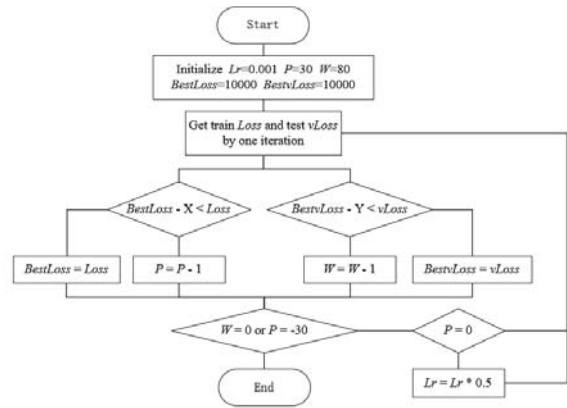 Start
Initialize Lr=0.001 P=30 W=80
BestLoss=10000 BestvLoss=10000
Get train Loss and test vLoss
by one iteration
BestLoss - X < Loss
BestvLoss - Y < vLoss
BestLoss = Loss
P = P - 1
W = W - 1
BestvLoss = vLoss
W = 0 or P = -30
P = 0
End
Lr = Lr * 0.5